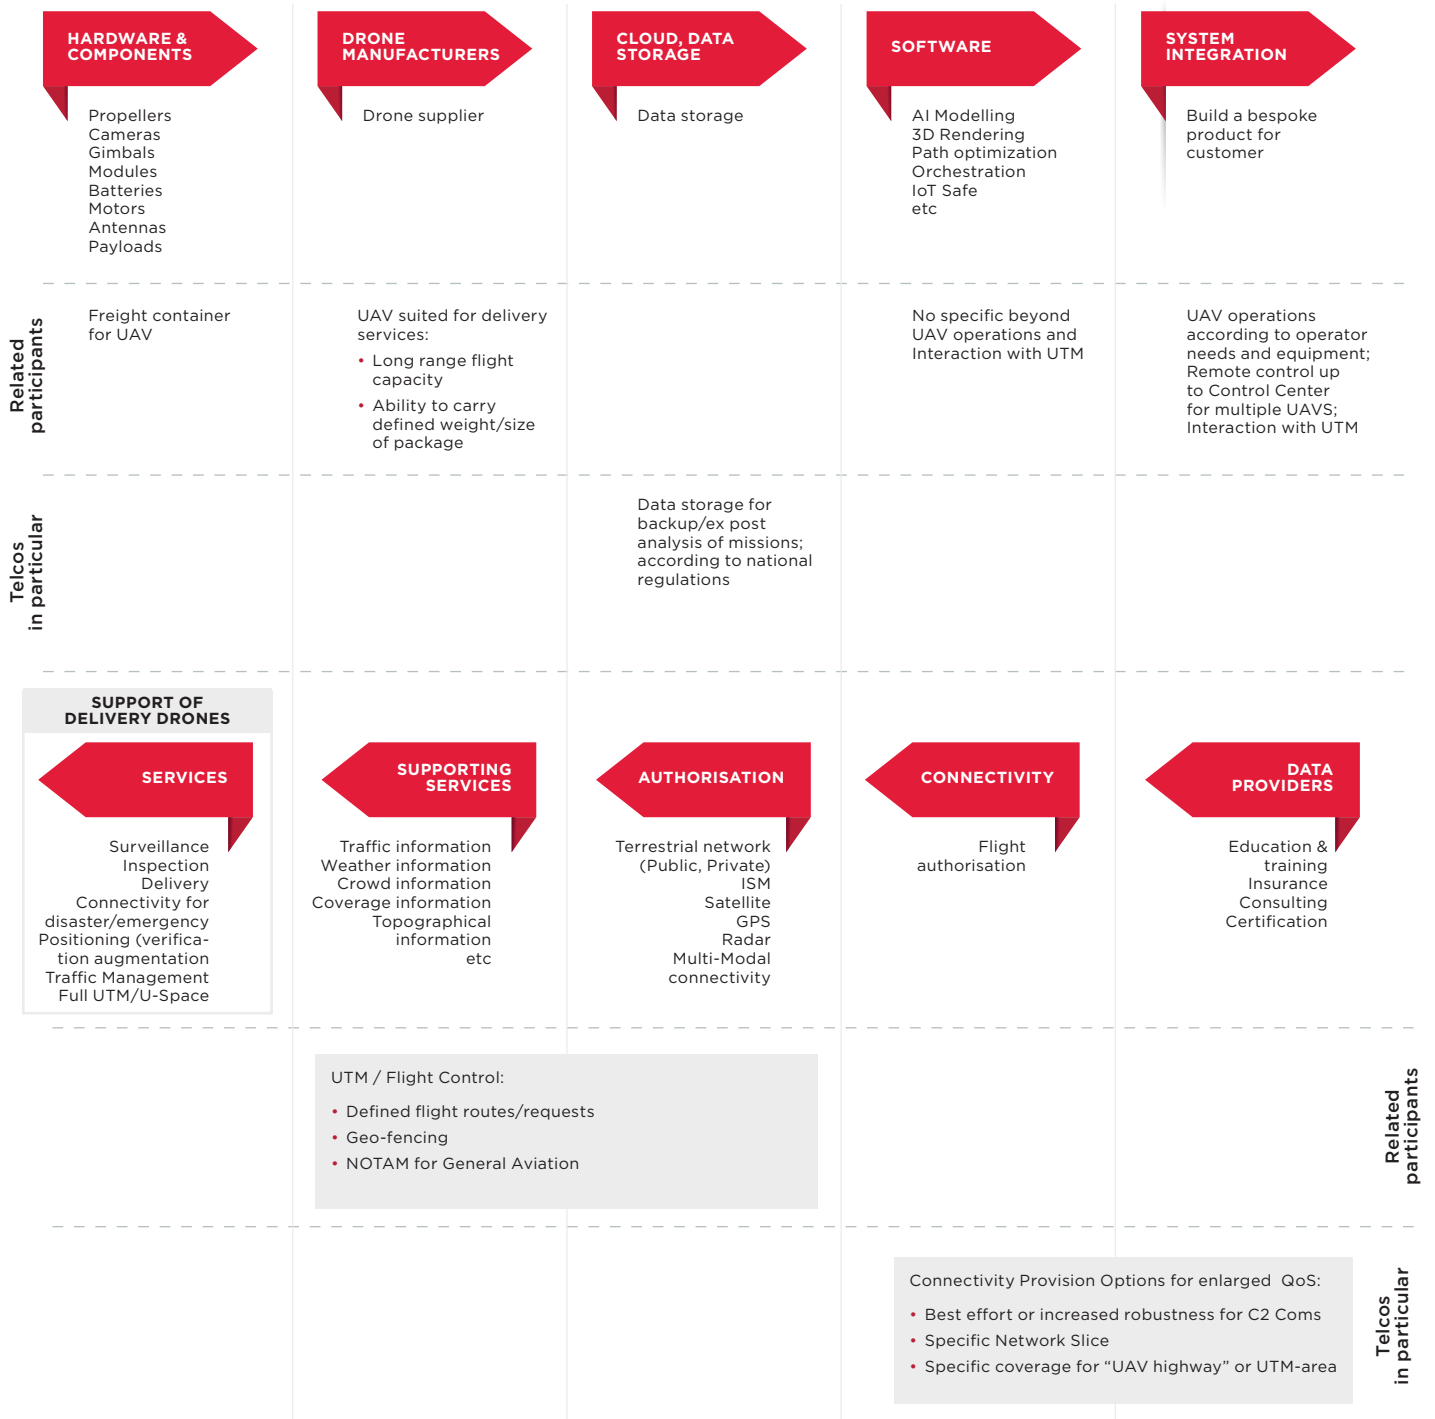 HARDWARE &
COMPONENTS
Propellers
Cameras
Gimbals
Modules
Batteries
Motors
Antennas
Payloads
DRONE
MANUFACTURERS
Drone supplier
CLOUD, DATA
STORAGE
Data storage
SOFTWARE
AI Modelling
3D Rendering
Path optimization
Orchestration
IoT Safe
etc
SYSTEM
INTEGRATION
Build a bespoke
product for
customer
Related
participants
Freight container
for UAV
UAV suited for delivery
services:
• Long range flight
capacity
• Ability to carry
defined weight/size
of package
No specific beyond
UAV operations and
Interaction with UTM
UAV operations
according to operator
needs and equipment;
Remote control up
to Control Center
for multiple UAVS;
Interaction with UTM
Telcos
in particular
Data storage for
backup/ex post
analysis of missions;
according to national
regulations
SUPPORT OF
DELIVERY DRONES
SERVICES
Surveillance
Inspection
Delivery
Connectivity for
disaster/emergency
Positioning (verifica-
tion augmentation
Traffic Management
Full UTM/U-Space
SUPPORTING
SERVICES
Traffic information
Weather information
Crowd information
Coverage information
Topographical
information
etc
AUTHORISATION
Terrestrial network
(Public, Private)
ISM
Satellite
GPS
Radar
Multi-Modal
connectivity
CONNECTIVITY
Flight
authorisation
DATA
PROVIDERS
Education &
training
Insurance
Consulting
Certification
UTM / Flight Control:
• Defined flight routes/requests
• Geo-fencing
• NOTAM for General Aviation
Related
participants
Connectivity Provision Options for enlarged QoS:
• Best effort or increased robustness for C2 Coms
• Specific Network Slice
• Specific coverage for “UAV highway” or UTM-area
Telcos
in particular